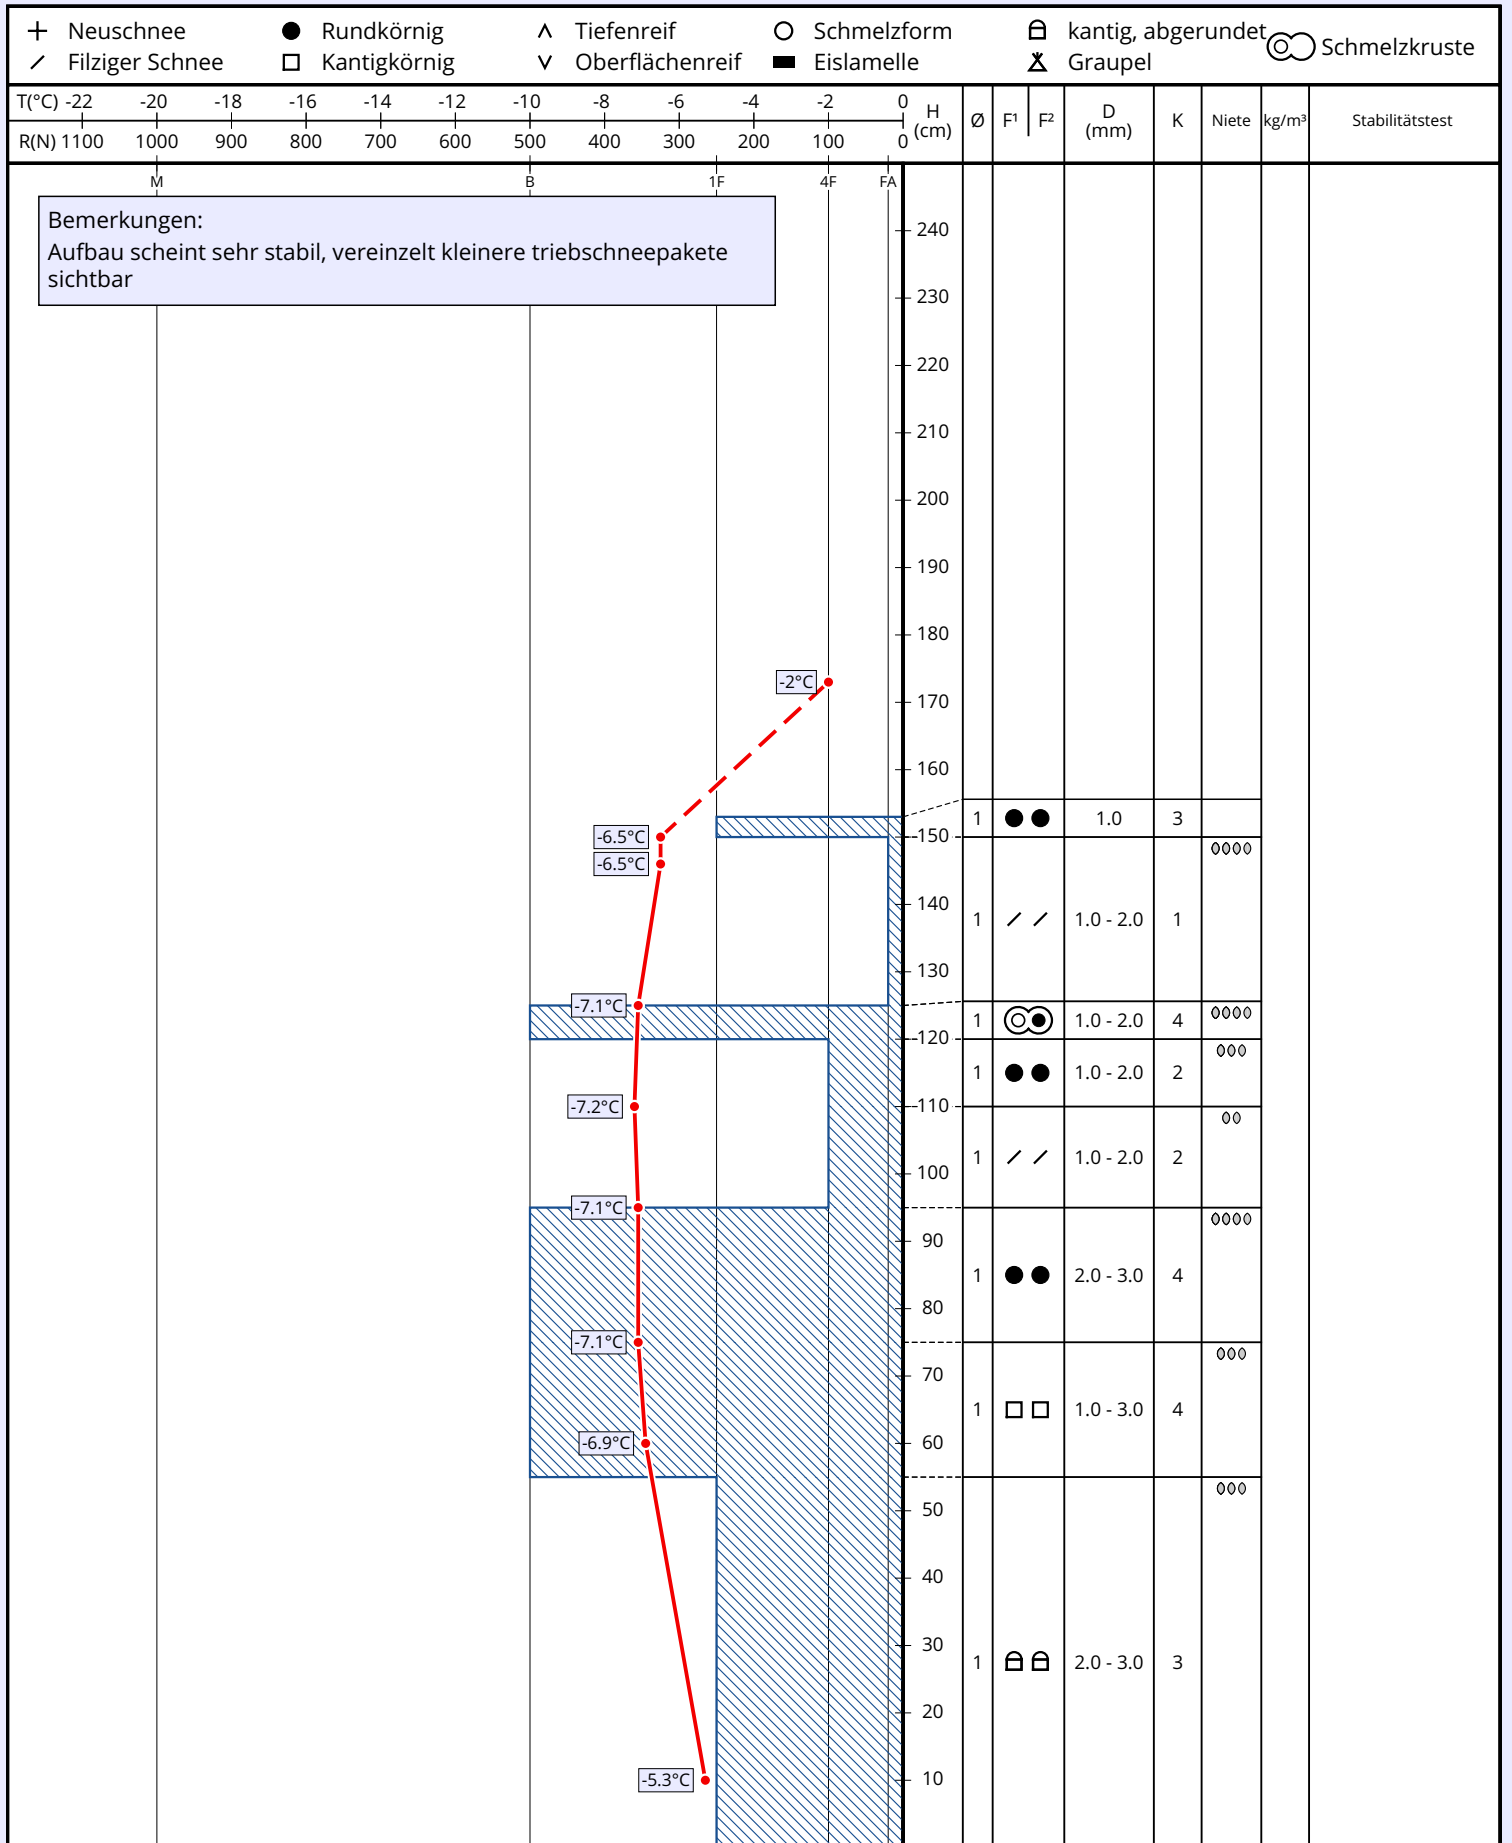 Neuschnee Rundkörnig Tiefenreif Schmelzform kantig, abgerundet Schmelzkruste
Filziger Schnee Kantigkörnig Oberflächenreif Eislamelle Graupel
T(°C) -22 -20 -18 -16 -14 -12 -10 -8 -6 -4 -2 0
R(N) 1100 1000 900 800 700 600 500 400 300 200 100 0
H (cm) Ø F¹ F² D (mm) K Niete kg/m³ Stabilitätstest
M B 1F 4F FA
Bemerkungen:
Aufbau scheint sehr stabil, vereinzelt kleinere triebschneepakete
sichtbar
240
230
220
210
200
190
180
-2°C
170
160
1 1.0 3
-6.5°C 150
-6.5°C
140
1 1.0 - 2.0 1
130
-7.1°C
1 1.0 - 2.0 4
120
1 1.0 - 2.0 2
-7.2°C 110
1 1.0 - 2.0 2
100
-7.1°C
90
1 2.0 - 3.0 4
80
-7.1°C
70
1 1.0 - 3.0 4
-6.9°C 60
50
40
30
1 2.0 - 3.0 3
20
-5.3°C 10